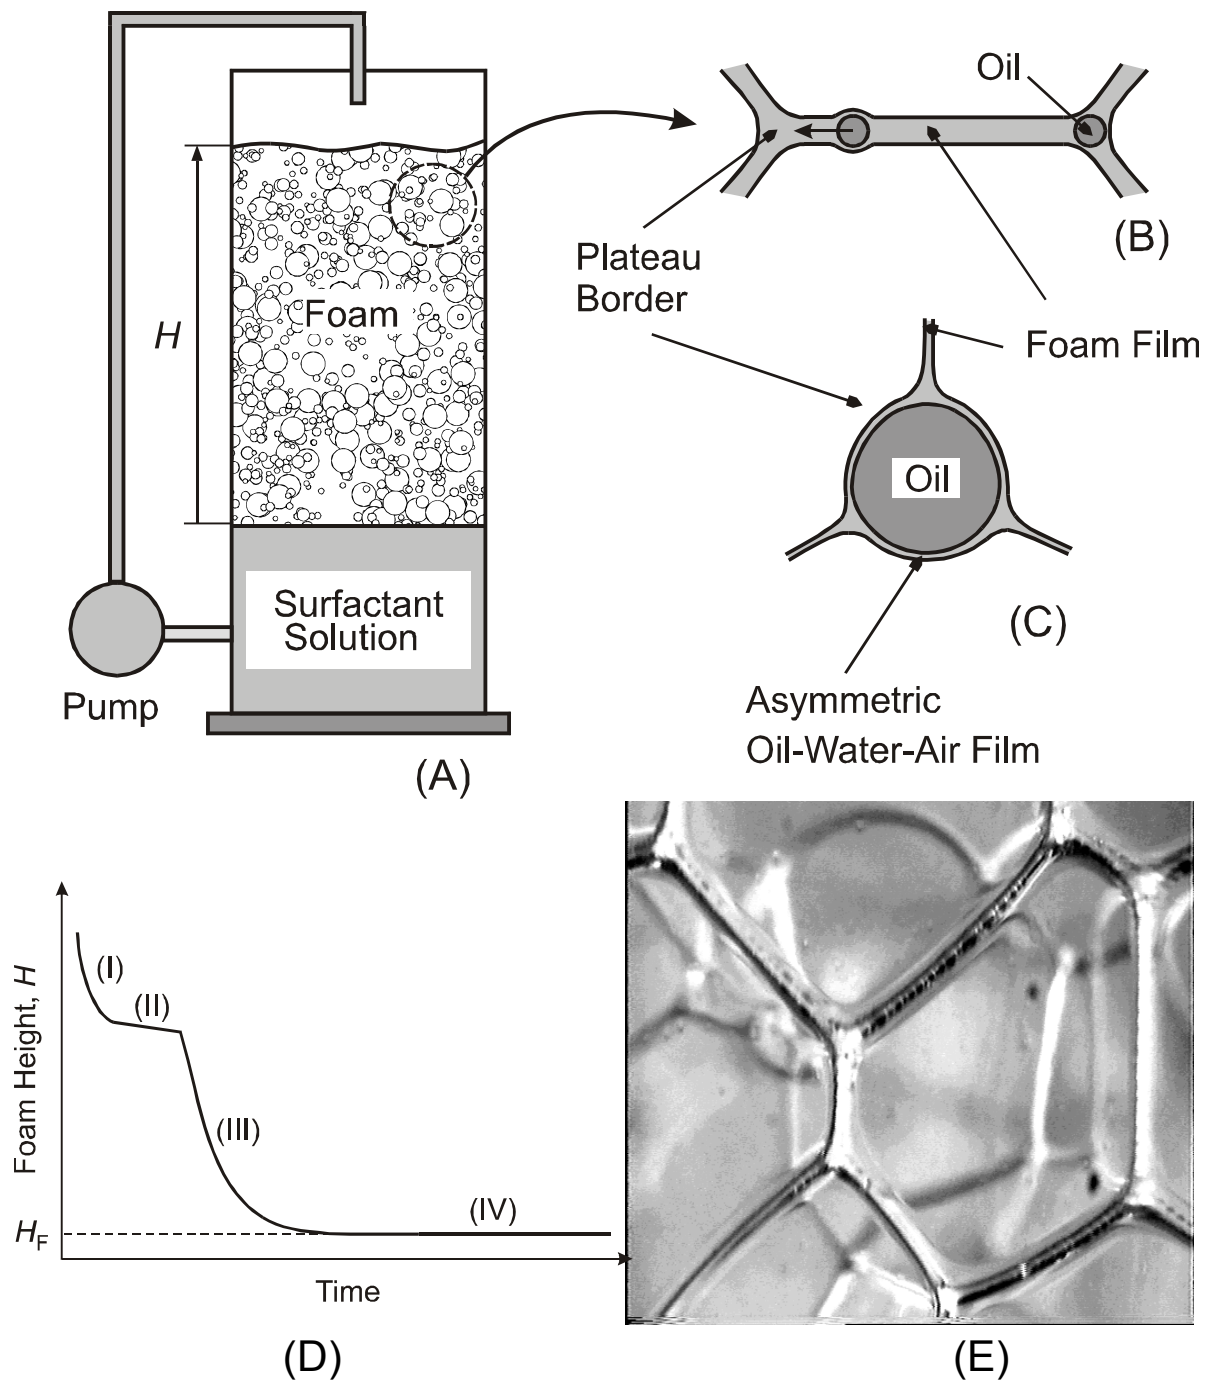 Oil
(B)
Plateau
Border
H
Foam
Foam Film
Oil
Surfactant
Solution
(C)
Pump
Asymmetric
Oil-Water-Air Film
(A)
Foam Height, H
(I)
(II)
(III)
(IV)
HF
Time
(D)
(E)